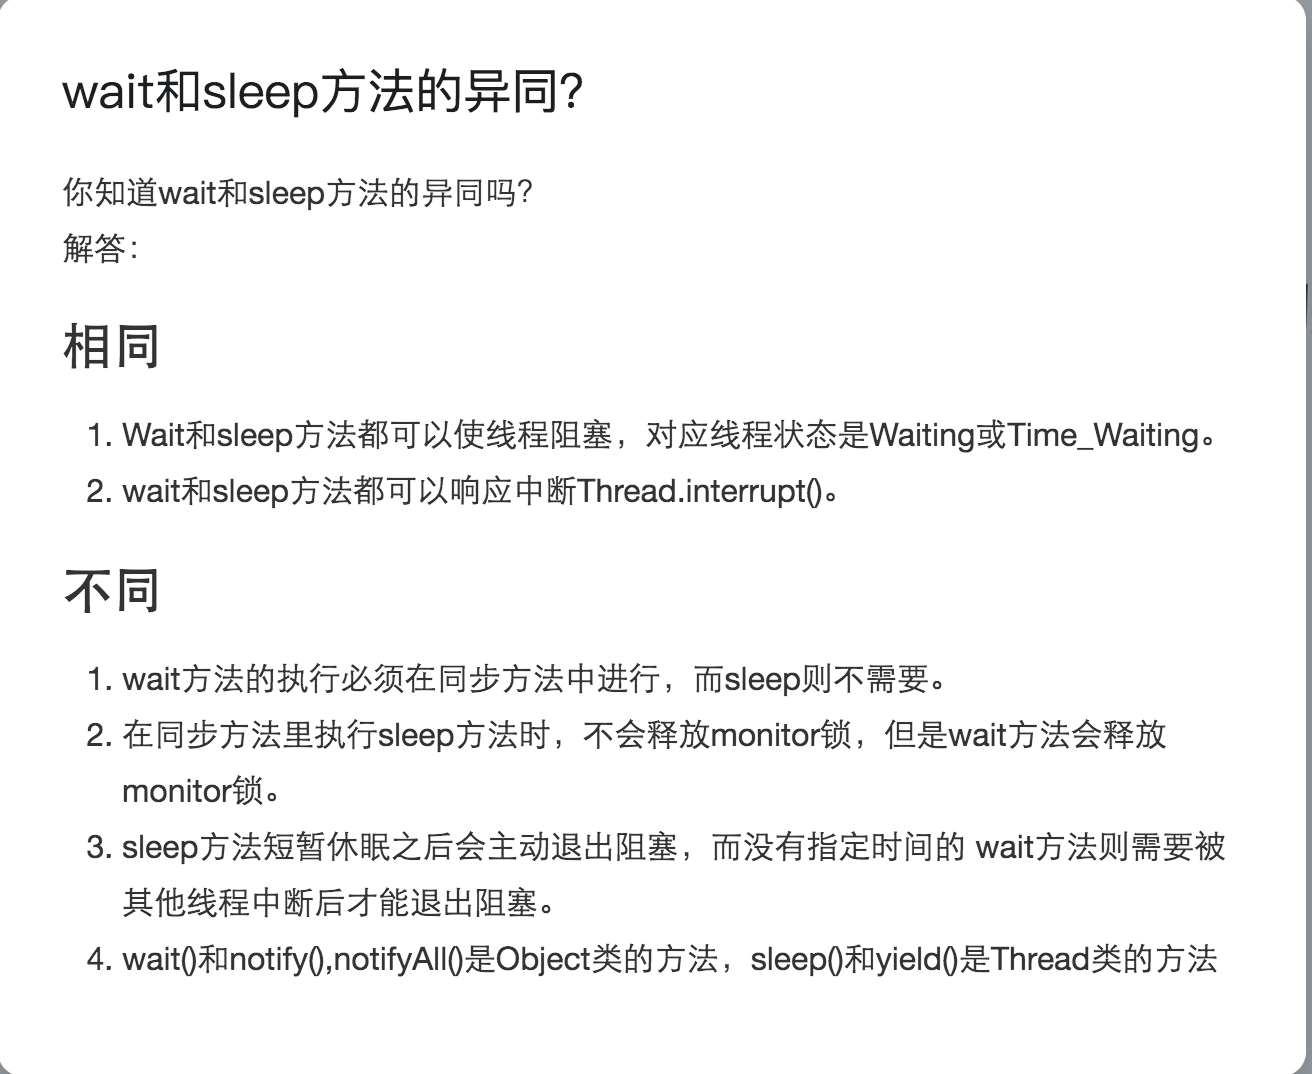 wait和sleep方法的异同？
你知道wait和sleep方法的异同吗？
解答：
相同
1. Wait和sleep方法都可以使线程阻塞，对应线程状态是Waiting或Time_Waiting。
2. wait和sleep方法都可以响应中断Thread.interrupt()。
不同
1. wait方法的执行必须在同步方法中进行，而sleep则不需要。
2. 在同步方法里执行sleep方法时，不会释放monitor锁，但是wait方法会释放
monitor锁。
3. sleep方法短暂休眠之后会主动退出阻塞，而没有指定时间的 wait方法则需要被
其他线程中断后才能退出阻塞。
4. wait()和notify(),notifyAll()是Object类的方法，sleep()和yield()是Thread类的方法